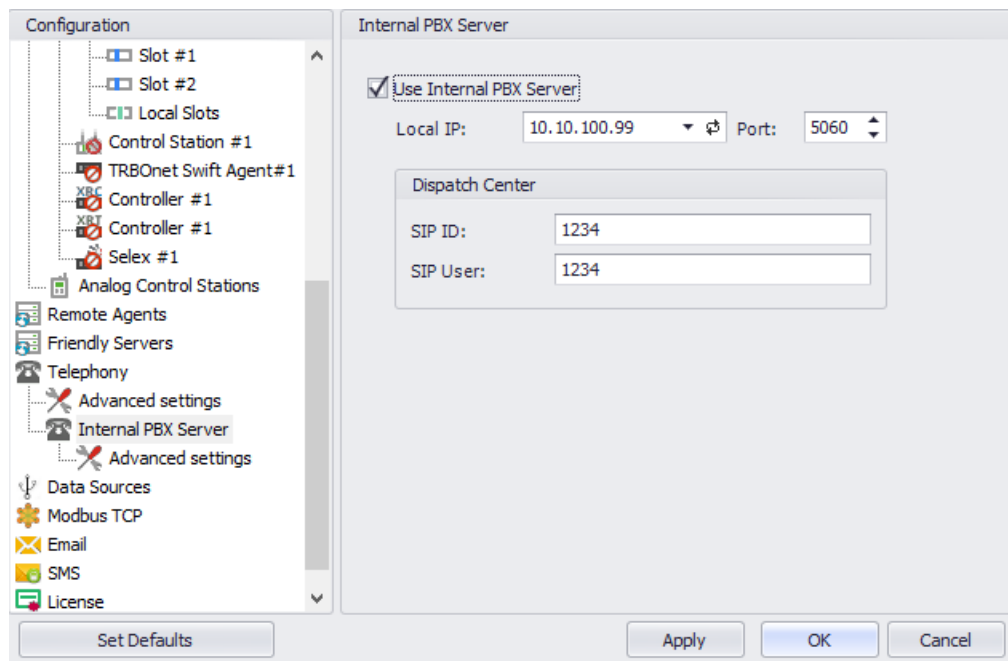 Configuration
Slot #1
Slot #2
Local Slots
Control Station #1
TRBOnet Swift Agent#1
XRC
Controller #1
XRT
Controller #1
Selex #1
Analog Control Stations
Remote Agents
Friendly Servers
Telephony
Advanced settings
Internal PBX Server
Advanced settings
Data Sources
Modbus TCP
Email
SMS
License
Set Defaults
Internal PBX Server
Use Internal PBX Server
Local IP: 10.10.100.99 Port: 5060
Dispatch Center
SIP ID: 1234
SIP User: 1234
Apply OK Cancel